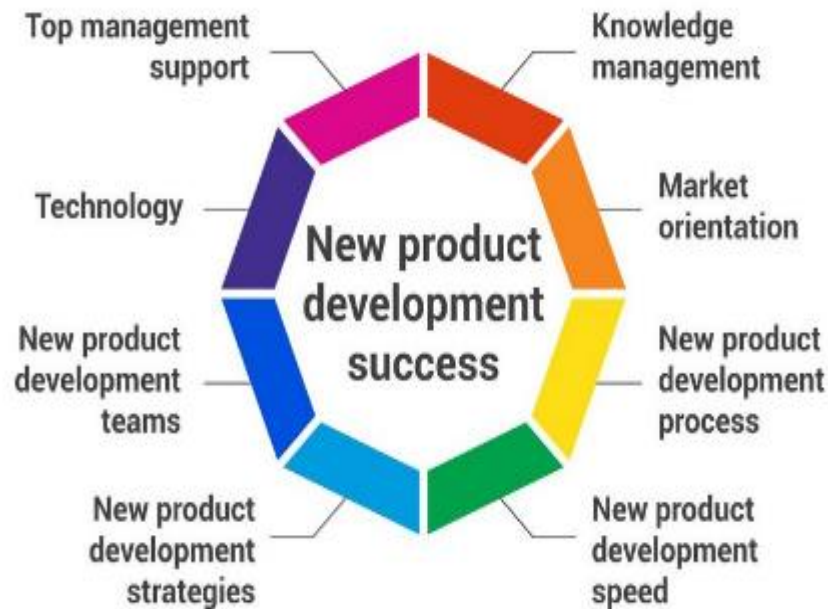 Top management
support
Knowledge
management
Technology
Market
orientation
New product
development
success
New product
development
teams
New product
development
process
New product
development
strategies
New product
development
speed